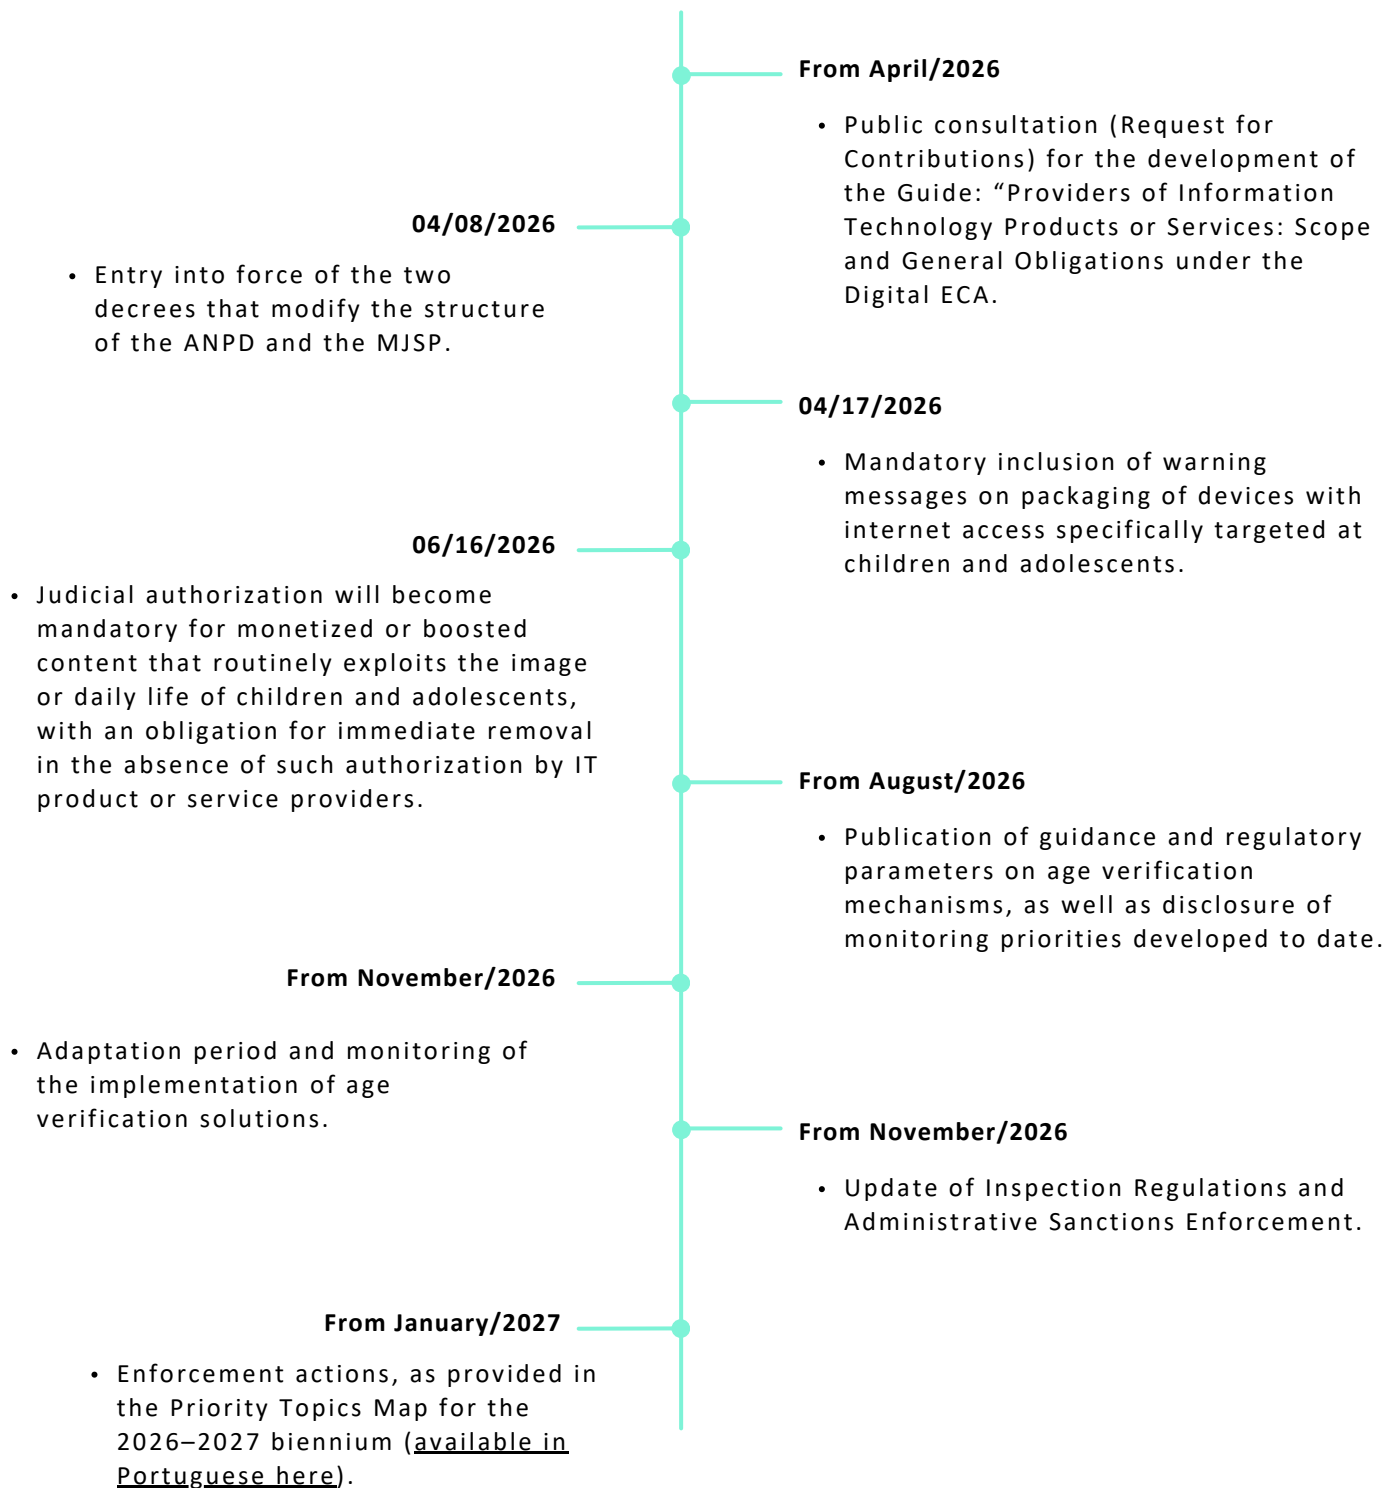 From April/2026
• Public consultation (Request for
Contributions) for the development of
the Guide: “Providers of Information
Technology Products or Services: Scope
and General Obligations under the
Digital ECA.
04/08/2026
• Entry into force of the two
decrees that modify the structure
of the ANPD and the MJSP.
04/17/2026
• Mandatory inclusion of warning
messages on packaging of devices with
internet access specifically targeted at
children and adolescents.
06/16/2026
• Judicial authorization will become
mandatory for monetized or boosted
content that routinely exploits the image
or daily life of children and adolescents,
with an obligation for immediate removal
in the absence of such authorization by IT
product or service providers.
From August/2026
• Publication of guidance and regulatory
parameters on age verification
mechanisms, as well as disclosure of
monitoring priorities developed to date.
From November/2026
• Adaptation period and monitoring of
the implementation of age
verification solutions.
From November/2026
• Update of Inspection Regulations and
Administrative Sanctions Enforcement.
From January/2027
• Enforcement actions, as provided in
the Priority Topics Map for the
2026–2027 biennium (available in
Portuguese here).